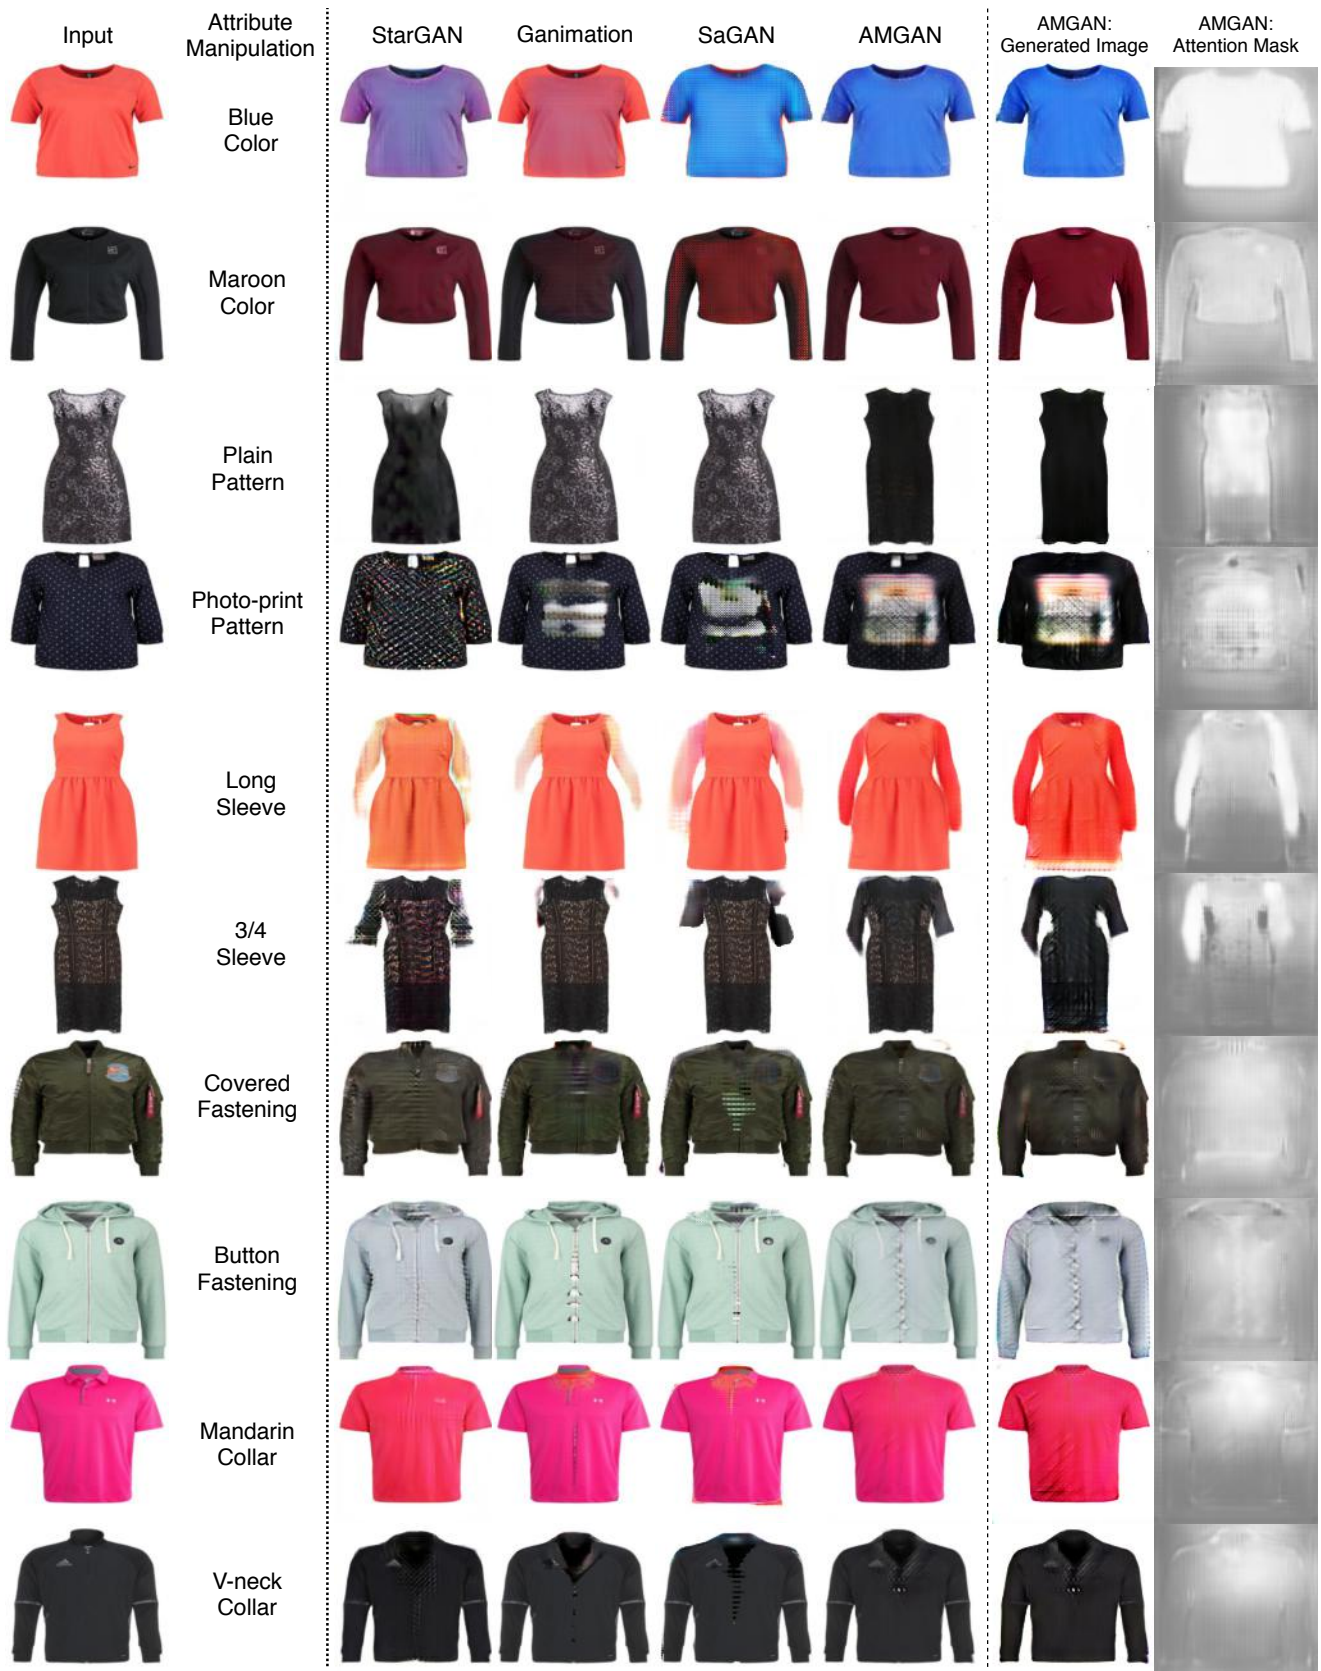 Input
Attribute
Manipulation
StarGAN
Ganimation
SaGAN
AMGAN
AMGAN:
Generated Image
AMGAN:
Attention Mask
Blue
Color
Maroon
Color
Plain
Pattern
Photo-print
Pattern
Long
Sleeve
3/4
Sleeve
Covered
Fastening
Button
Fastening
Mandarin
Collar
V-neck
Collar